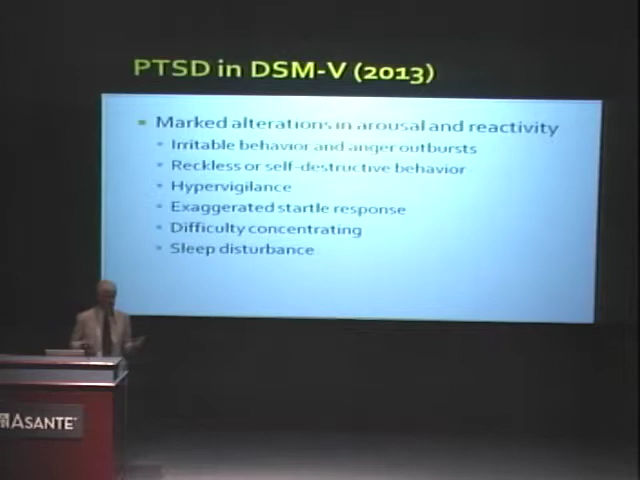 PTSD in DSM-V (2013)
Marked alterations in arousal and reactivity
Irritable behavior and anger outbursts
Reckless or self-destructive behavior
Hypervigilance
Exaggerated startle response
Difficulty concentrating
Sleep disturbance
ASANTE